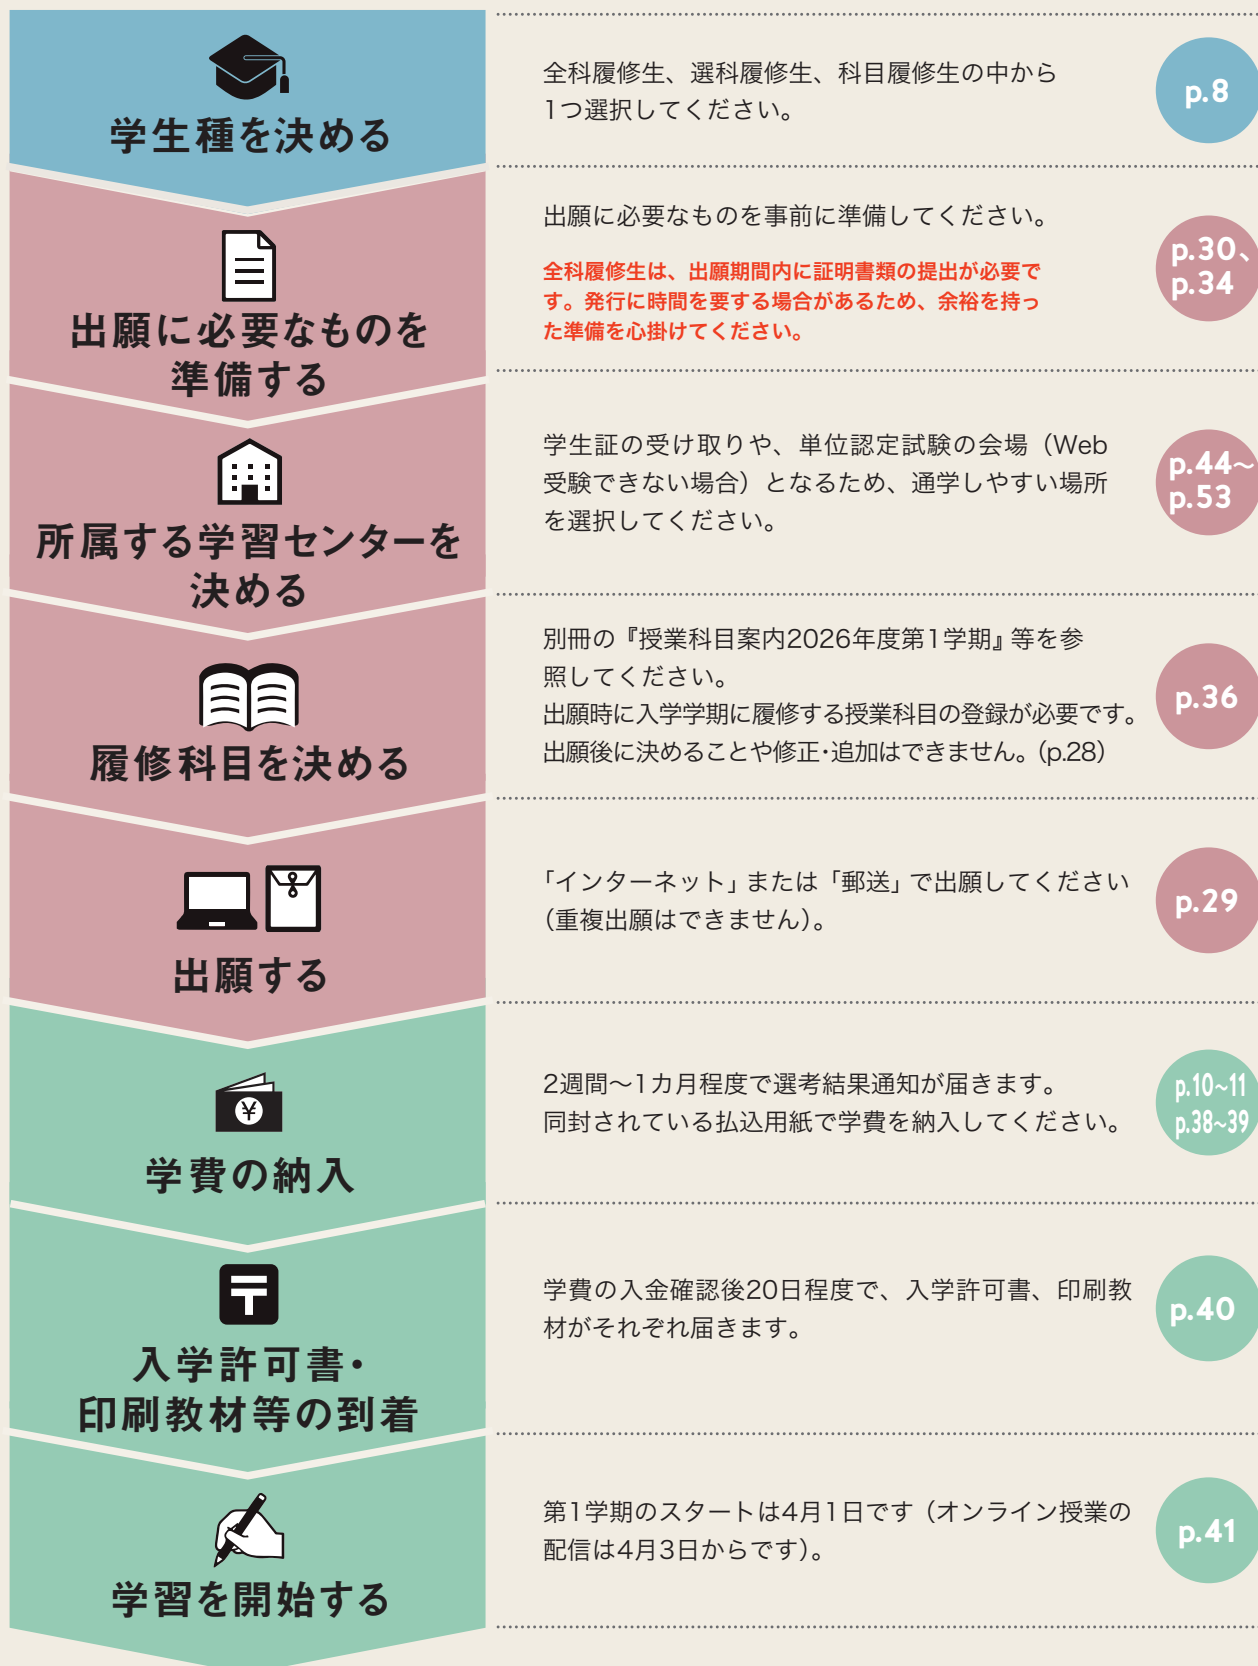 学生種を決める
全科履修生、選科履修生、科目履修生の中から
1つ選択してください。
p.8
出願に必要なものを
準備する
出願に必要なものを事前に準備してください。
全科履修生は、出願期間内に証明書類の提出が必要で
す。発行に時間を要する場合があるため、余裕を持っ
た準備を心掛けてください。
p.30、
p.34
所属する学習センターを
決める
学生証の受け取りや、単位認定試験の会場（Web
受験できない場合）となるため、通学しやすい場所
を選択してください。
p.44〜
p.53
履修科目を決める
別冊の『授業科目案内2026年度第1学期』等を参
照してください。
出願時に入学学期に履修する授業科目の登録が必要です。
出願後に決めることや修正・追加はできません。（p.28）
p.36
出願する
「インターネット」または「郵送」で出願してください
（重複出願はできません）。
p.29
¥
学費の納入
2週間〜1カ月程度で選考結果通知が届きます。
同封されている払込用紙で学費を納入してください。
p.10~11
p.38~39
〒
入学許可書・
印刷教材等の到着
学費の入金確認後20日程度で、入学許可書、印刷教
材がそれぞれ届きます。
p.40
学習を開始する
第1学期のスタートは4月1日です（オンライン授業の
配信は4月3日からです）。
p.41